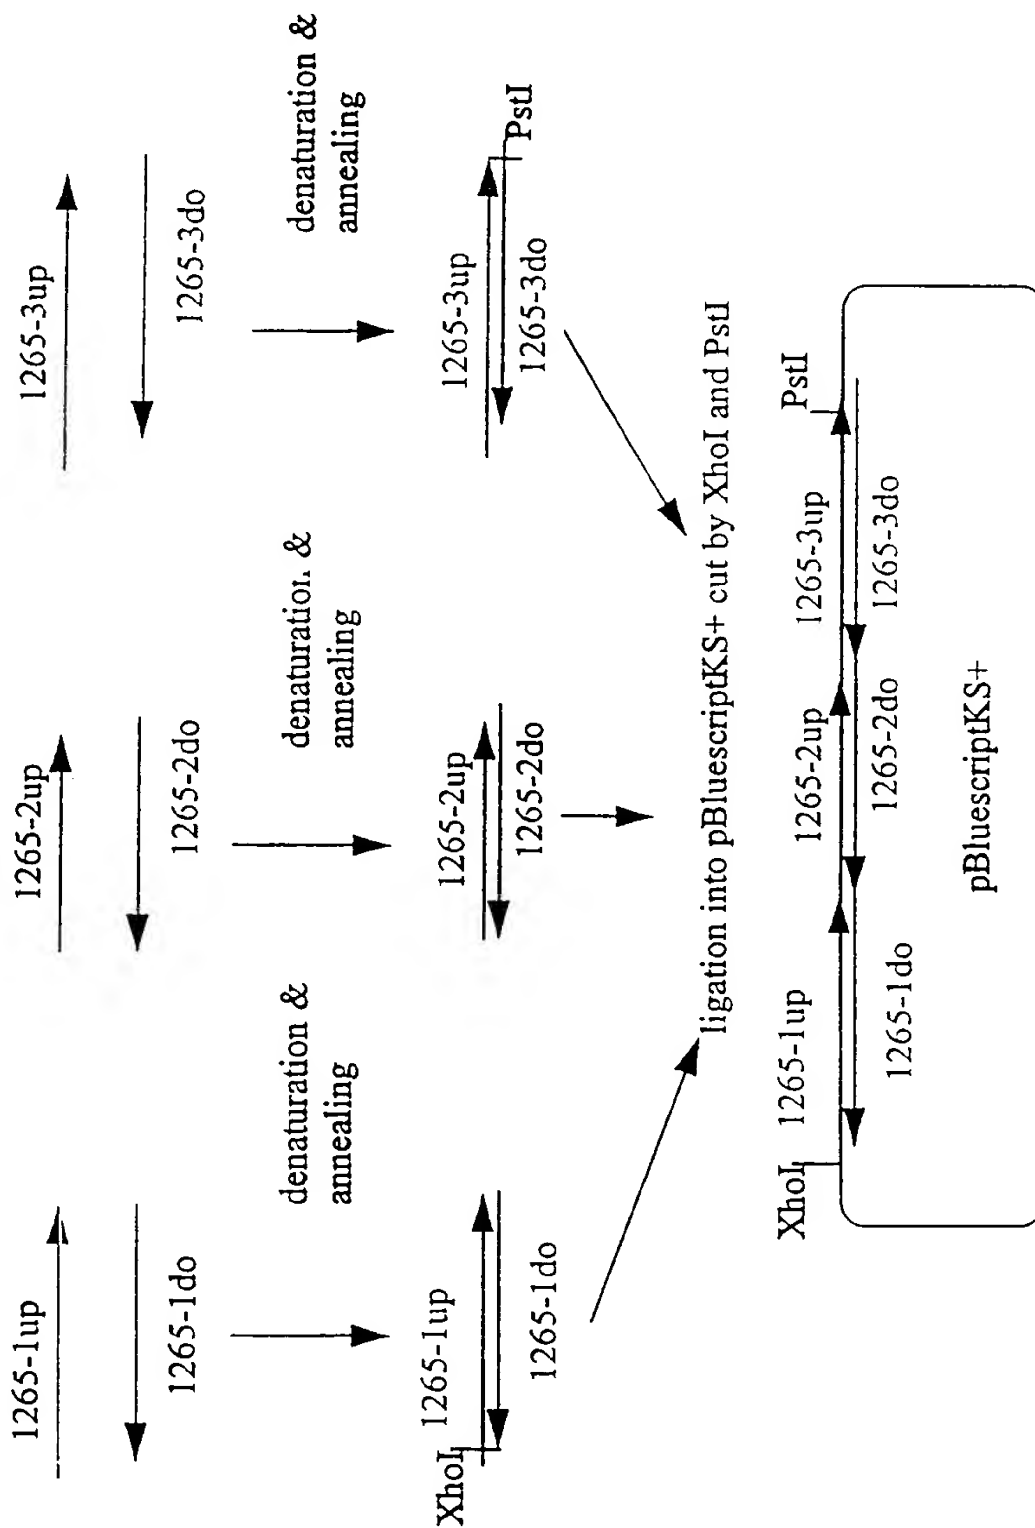 1265-1up
1265-2up
1265-3up
1265-1do
1265-2do
1265-3do
denaturation &
annealing
denaturation &
annealing
denaturation &
annealing
XhoI
1265-1up
1265-2up
1265-3up
1265-1do
1265-2do
1265-3do
PstI
ligation into pBluescriptKS+ cut by XhoI and PstI
XhoI
1265-1up
1265-2up
1265-3up
PstI
1265-1do
1265-2do
1265-3do
pBluescriptKS+